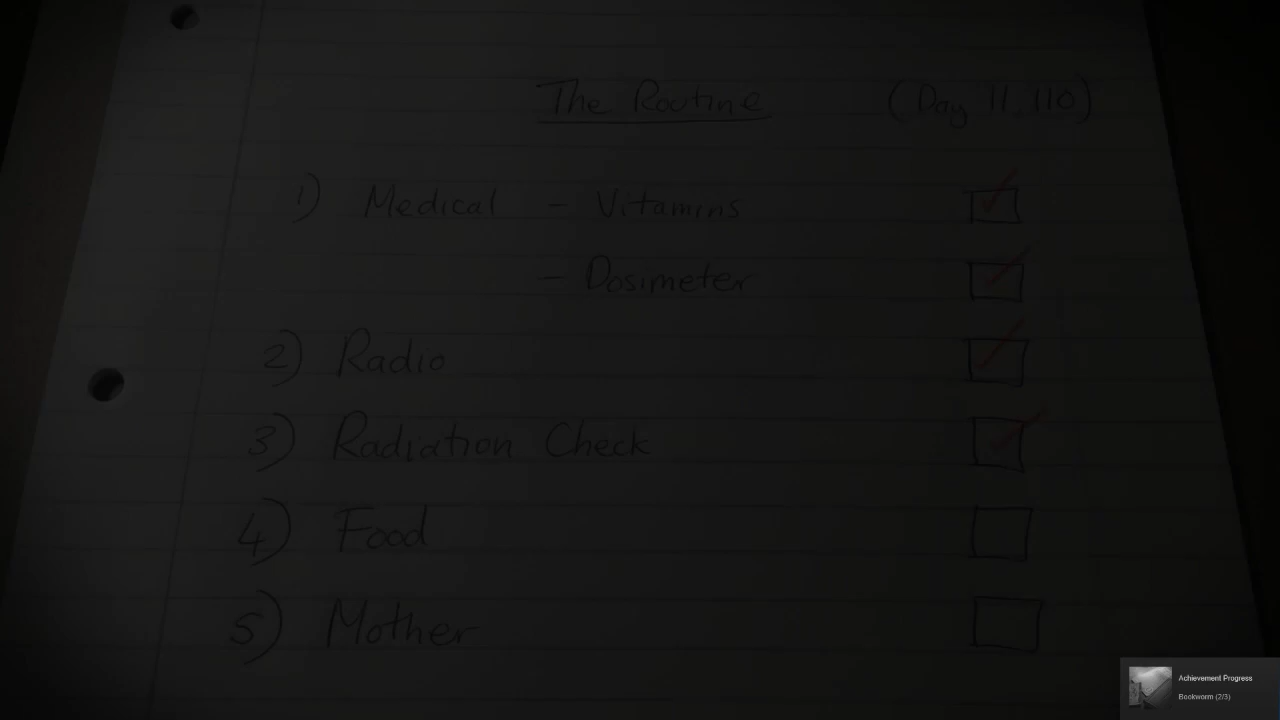 The Routine (Day 11,110)
1) Medical - Vitamins
- Dosimeter
2) Radio
3) Radiation Check
4) Food
5) Mother
Achievement Progress
Bookworm (2/3)